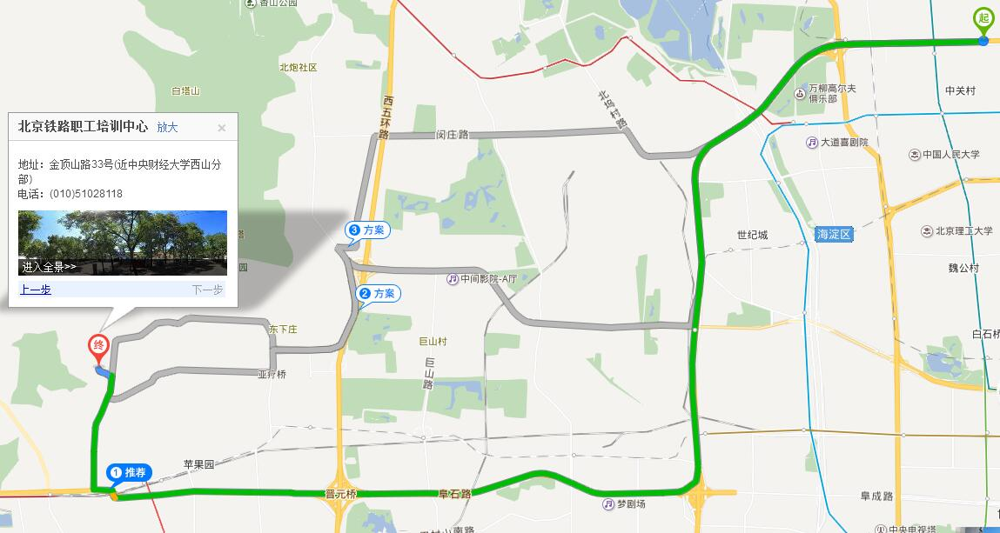 香山公园
起
北炮社区
白塔山
西五环路
北坞村路
万柳高尔夫
俱乐部
中关村
北京铁路职工培训中心 放大 ×
闵庄路
大道喜剧院
中国人民大学
地址：金顶山路33号(近中央财经大学西山分
部)
电话：(010)51028118
进入全景>>
上一步 下一步
3 方案
世纪城
海淀区
北京理工大学
园
魏公村
中间影院-A厅
2 方案
东下庄
终
巨山村
白石桥
巨山路
亚疗桥
苹果园
1 推荐
晋元桥
阜石路
梦剧场
阜成路
中央电视塔